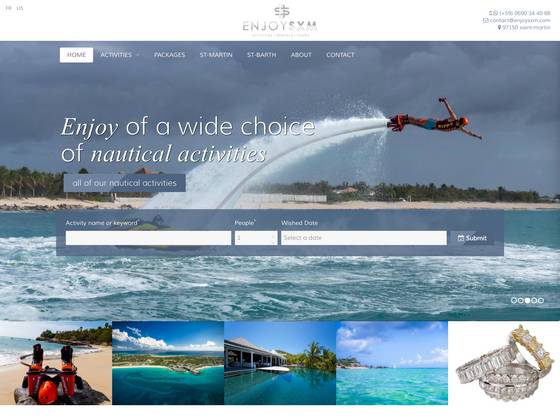 FR US
ENJOYSXM
(+59) 0690 34 40 68
contact@enjoysxm.com
97150 saint-martin
HOME ACTIVITIES PACKAGES ST-MARTIN ST-BARTH ABOUT CONTACT
Enjoy of a wide choice
of nautical activities
all of our nautical activities
Activity name or keyword People* Wished Date
1 Select a date Submit